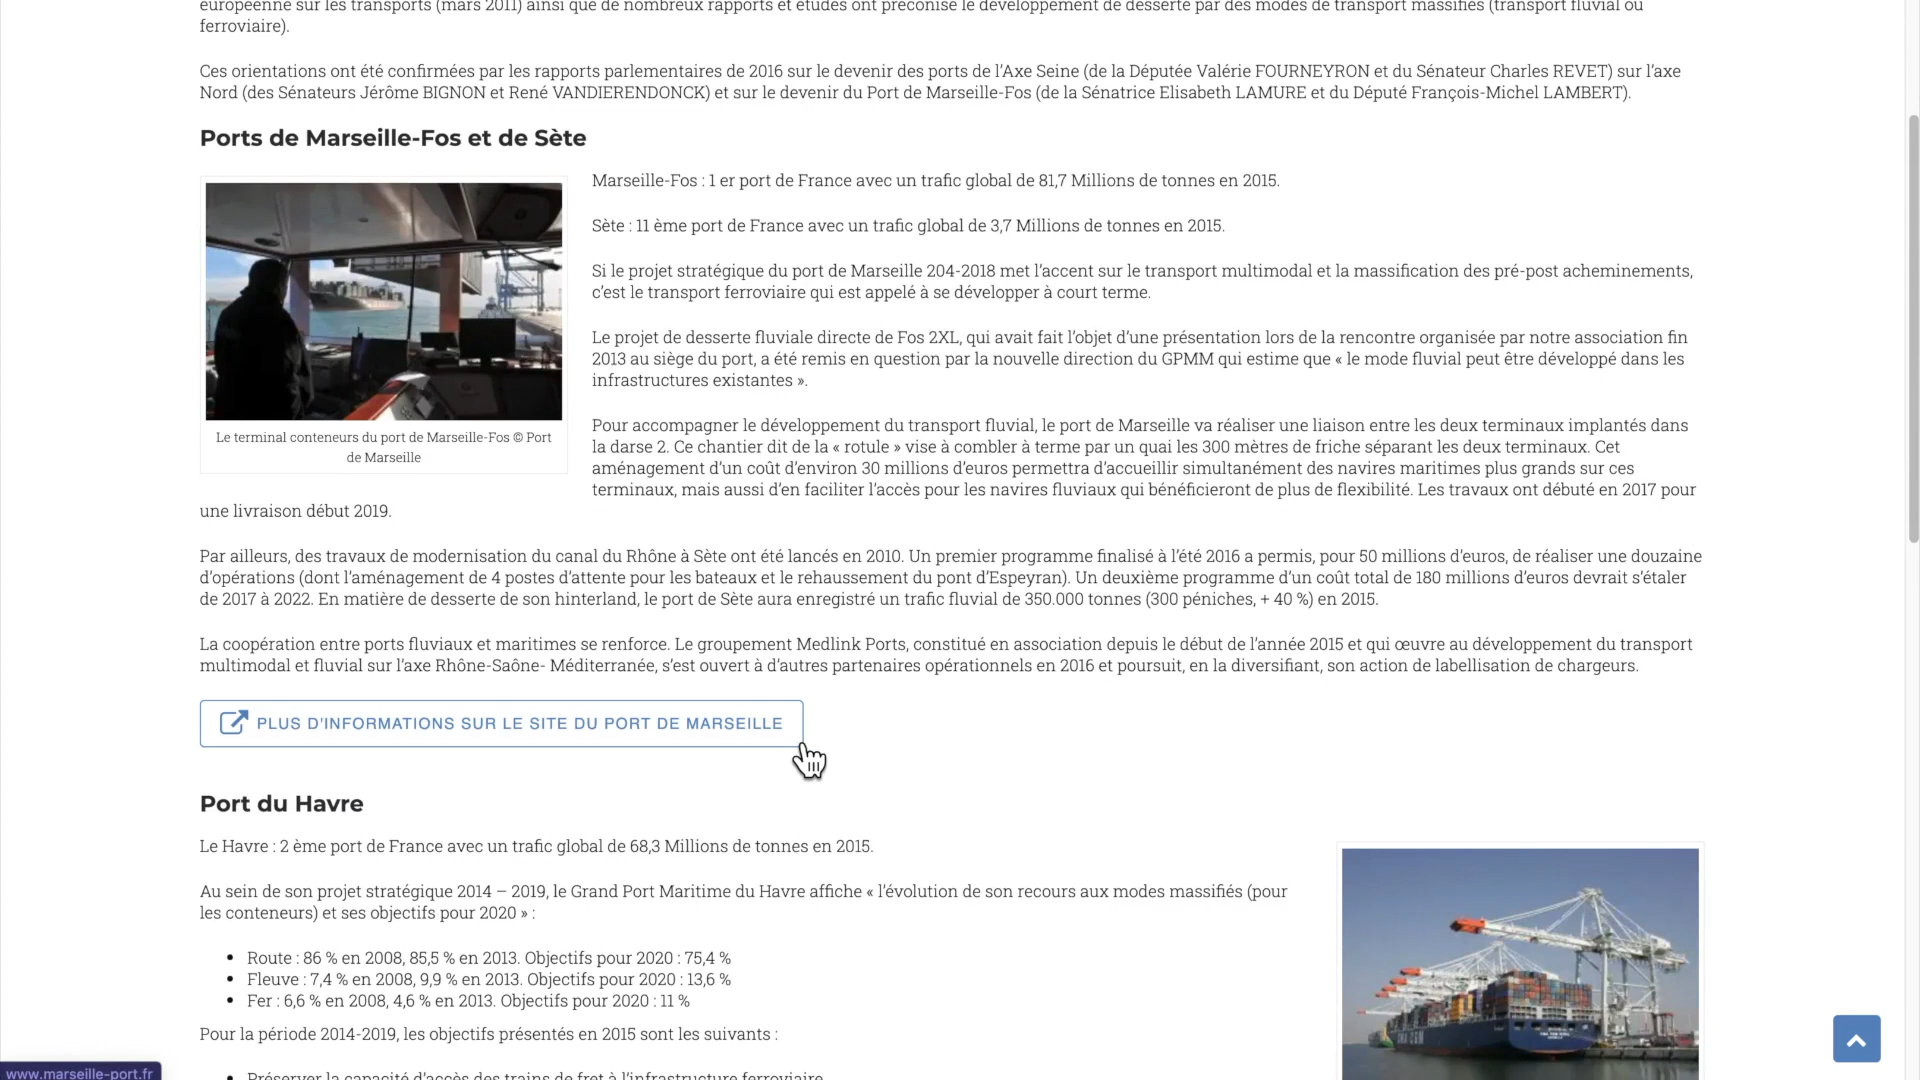 européenne sur les transports (mars 2011) ainsi que de nombreux rapports et études ont préconisé le développement de desserte par des modes de transport massifiés (transport fluvial ou
ferroviaire).
Ces orientations ont été confirmées par les rapports parlementaires de 2016 sur le devenir des ports de l'Axe Seine (de la Députée Valérie FOURNEYRON et du Sénateur Charles REVET) sur l'axe
Nord (des Sénateurs Jérôme BIGNON et René VANDIERENDONCK) et sur le devenir du Port de Marseille-Fos (de la Sénatrice Elisabeth LAMURE et du Député François-Michel LAMBERT).
Ports de Marseille-Fos et de Sète
Marseille-Fos : 1 er port de France avec un trafic global de 81,7 Millions de tonnes en 2015.
Sète : 11 ème port de France avec un trafic global de 3,7 Millions de tonnes en 2015.
Si le projet stratégique du port de Marseille 204-2018 met l'accent sur le transport multimodal et la massification des pré-post acheminements,
c'est le transport ferroviaire qui est appelé à se développer à court terme.
Le projet de desserte fluviale directe de Fos 2XL, qui avait fait l'objet d'une présentation lors de la rencontre organisée par notre association fin
2013 au siège du port, a été remis en question par la nouvelle direction du GPMM qui estime que « le mode fluvial peut être développé dans les
infrastructures existantes ».
Le terminal conteneurs du port de Marseille-Fos © Port
de Marseille
Pour accompagner le développement du transport fluvial, le port de Marseille va réaliser une liaison entre les deux terminaux implantés dans
la darse 2. Ce chantier dit de la « rotule » vise à combler à terme par un quai les 300 mètres de friche séparant les deux terminaux. Cet
aménagement d'un coût d'environ 30 millions d'euros permettra d'accueillir simultanément des navires maritimes plus grands sur ces
terminaux, mais aussi d'en faciliter l'accès pour les navires fluviaux qui bénéficieront de plus de flexibilité. Les travaux ont débuté en 2017 pour
une livraison début 2019.
Par ailleurs, des travaux de modernisation du canal du Rhône à Sète ont été lancés en 2010. Un premier programme finalisé à l'été 2016 a permis, pour 50 millions d'euros, de réaliser une douzaine
d'opérations (dont l'aménagement de 4 postes d'attente pour les bateaux et le rehaussement du pont d'Espeyran). Un deuxième programme d'un coût total de 180 millions d'euros devrait s'étaler
de 2017 à 2022. En matière de desserte de son hinterland, le port de Sète aura enregistré un trafic fluvial de 350.000 tonnes (300 péniches, + 40 %) en 2015.
La coopération entre ports fluviaux et maritimes se renforce. Le groupement Medlink Ports, constitué en association depuis le début de l'année 2015 et qui œuvre au développement du transport
multimodal et fluvial sur l'axe Rhône-Saône- Méditerranée, s'est ouvert à d'autres partenaires opérationnels en 2016 et poursuit, en la diversifiant, son action de labellisation de chargeurs.
PLUS D'INFORMATIONS SUR LE SITE DU PORT DE MARSEILLE
Port du Havre
Le Havre : 2 ème port de France avec un trafic global de 68,3 Millions de tonnes en 2015.
Au sein de son projet stratégique 2014 – 2019, le Grand Port Maritime du Havre affiche « l'évolution de son recours aux modes massifiés (pour
les conteneurs) et ses objectifs pour 2020 » :
• Route : 86 % en 2008, 85,5 % en 2013. Objectifs pour 2020 : 75,4 %
• Fleuve : 7,4 % en 2008, 9,9 % en 2013. Objectifs pour 2020 : 13,6 %
• Fer : 6,6 % en 2008, 4,6 % en 2013. Objectifs pour 2020 : 11 %
Pour la période 2014-2019, les objectifs présentés en 2015 sont les suivants :
• Préserver la capacité d'accès des trains de fret à l'infrastructure ferroviaire
www.marseille-port.fr